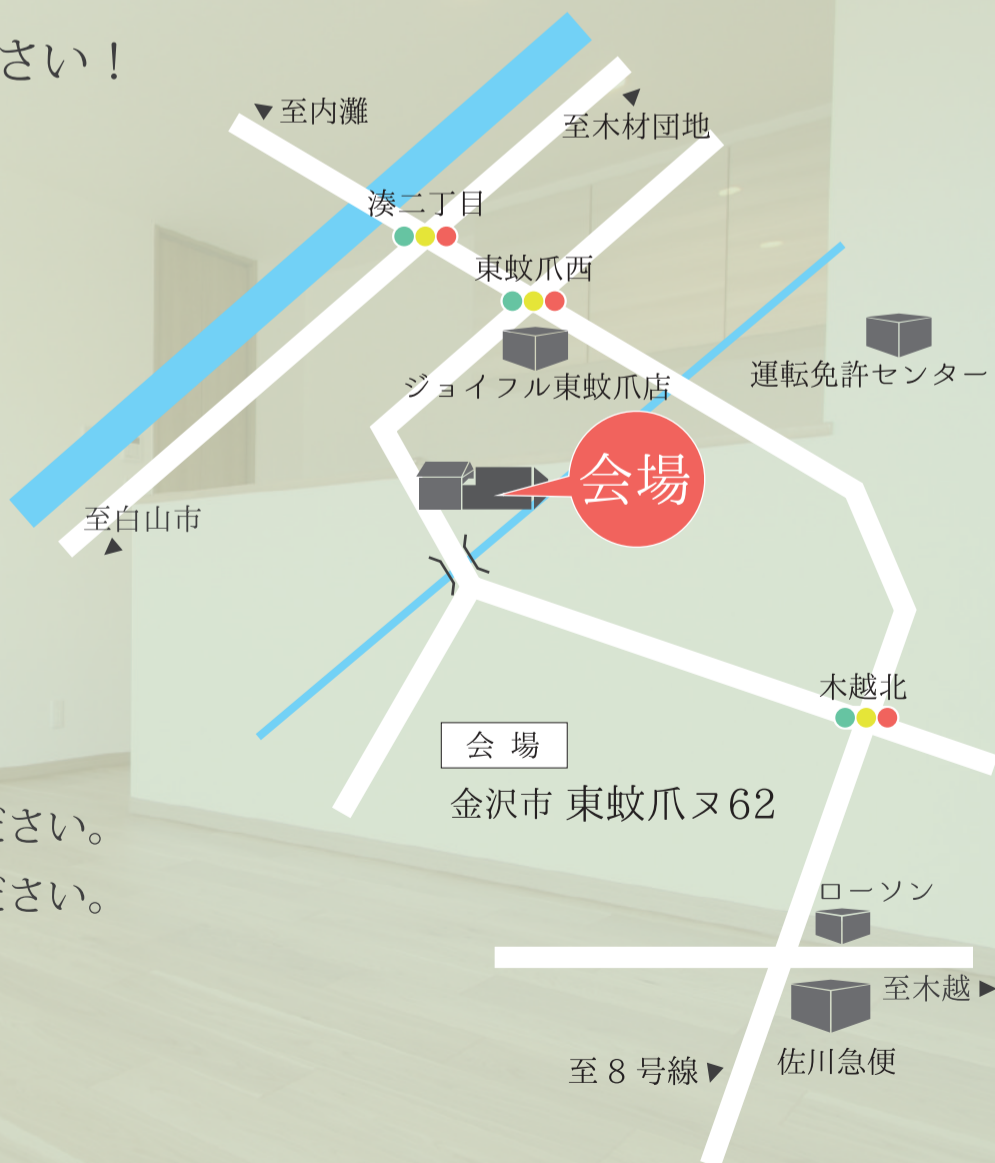 さい！
至内灘
至木材団地
湊二丁目
東蚊爪西
ジョイフル東蚊爪店
運転免許センター
会場
至白山市
木越北
会 場
金沢市 東蚊爪ヌ62
ださい。
ださい。
ローソン
至木越
至 8 号線
佐川急便